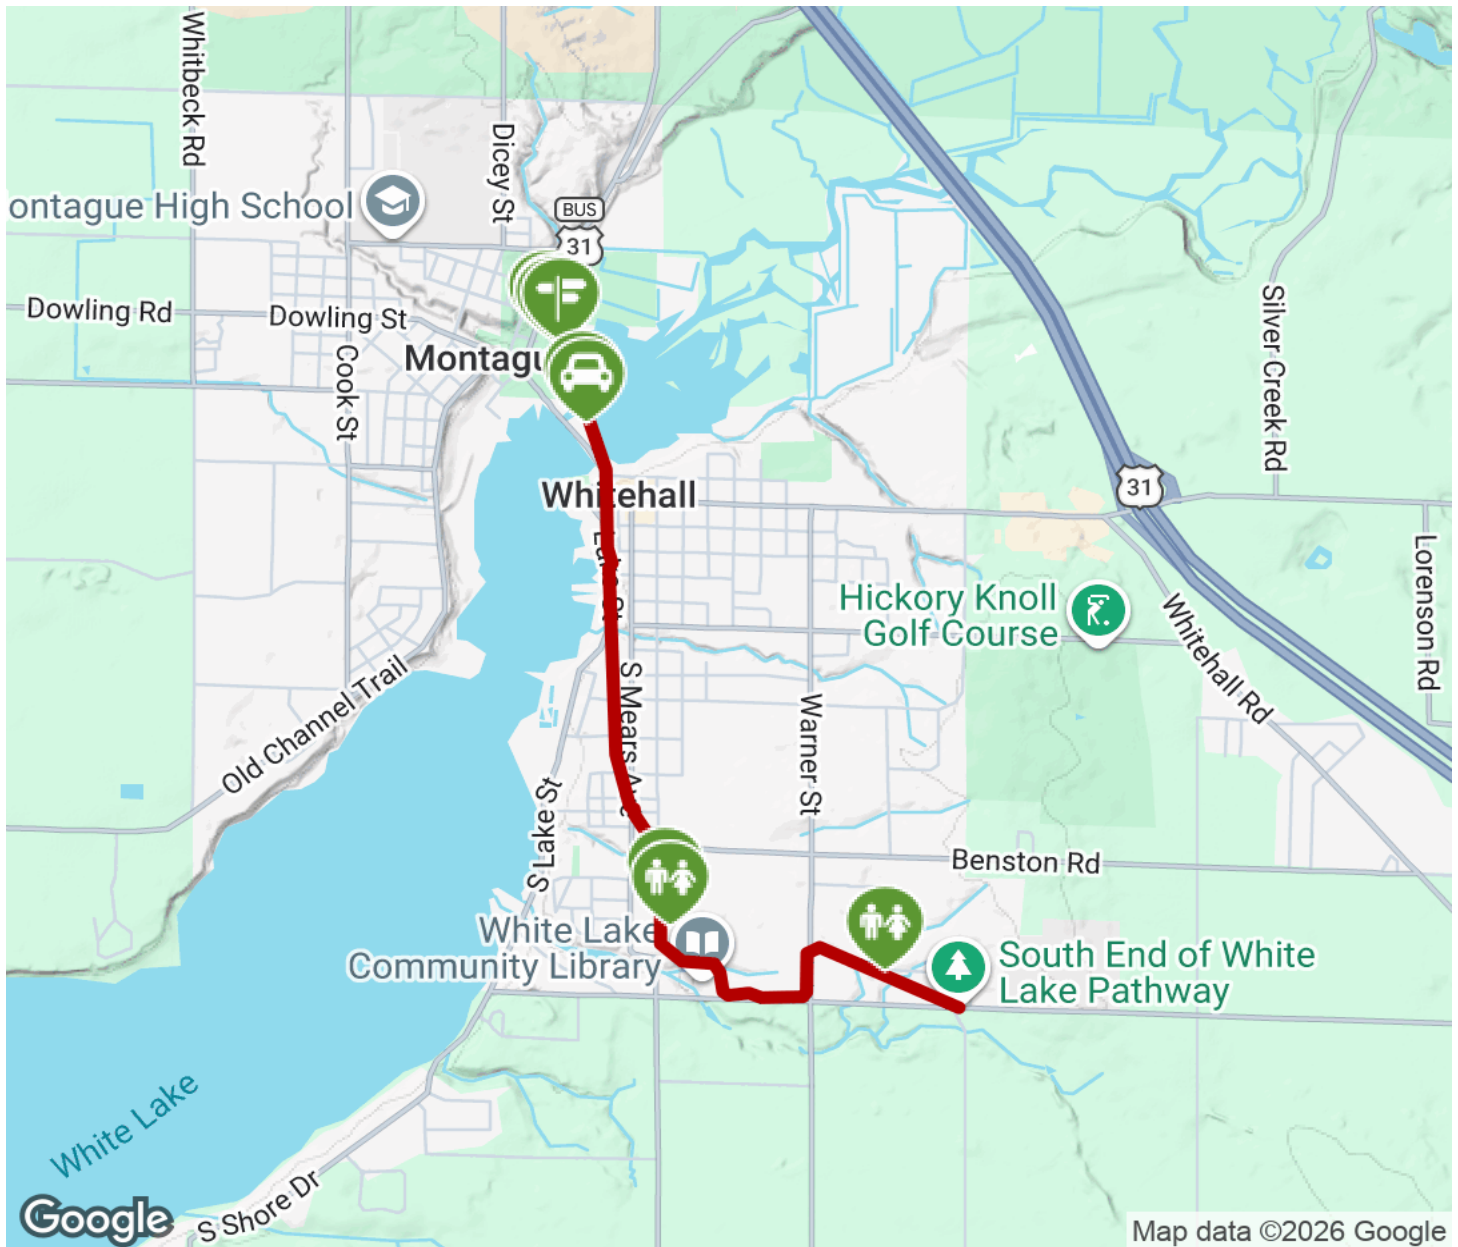 Whitbeck Rd
Dicey St
ontague High School
BUS
31
Dowling Rd
Dowling St
Montagu
Cook St
Silver Creek Rd
31
Whitehall
Lake St
Lorenson Rd
Hickory Knoll
Golf Course
Whitehall Rd
Old Channel Trail
S Mears Ave
Warner St
S Lake St
Benston Rd
White Lake
Community Library
South End of White
Lake Pathway
White Lake
S Shore Dr
Google
Map data ©2026 Google